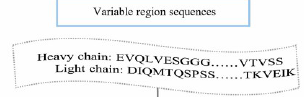 Variable region sequences
Heavy chain: EVQLVESGGG......VTVSS
Light chain: DIQMTQSPSS......TKVEIK